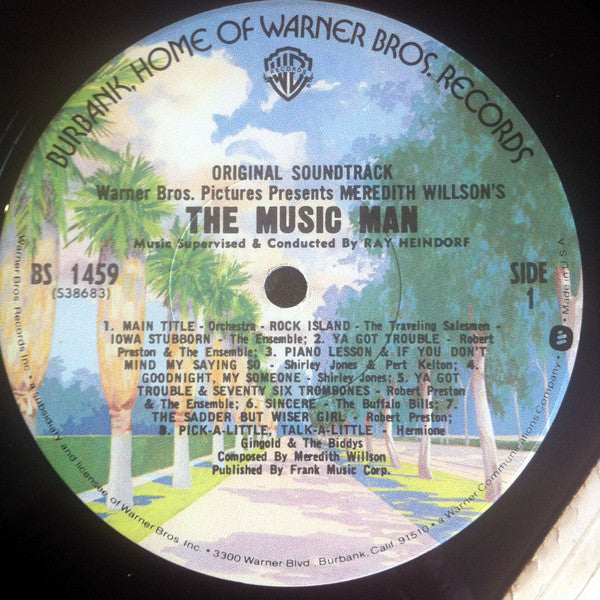 BURBANK, HOME OF WARNER BROS. RECORDS
WB
RECORDS
ORIGINAL SOUNDTRACK
Warner Bros. Pictures Presents MEREDITH WILLSON'S
THE MUSIC MAN
Music Supervised & Conducted By RAY HEINDORF
BS 1459
(S38683)
SIDE
1
1. MAIN TITLE - Orchestra - ROCK ISLAND - The Traveling Salesmen -
IOWA STUBBORN - The Ensemble; 2. YA GOT TROUBLE - Robert
Preston & The Ensemble; 3. PIANO LESSON & IF YOU DON'T
MIND MY SAYING SO - Shirley Jones & Pert Kelton; 4.
GOODNIGHT, MY SOMEONE - Shirley Jones; 5. YA GOT
TROUBLE & SEVENTY SIX TROMBONES - Robert Preston
& The Ensemble; 6. SINCERE - The Buffalo Bills; 7.
THE SADDER BUT WISER GIRL - Robert Preston;
8. PICK-A-LITTLE, TALK-A-LITTLE - Hermione
Gingold & The Biddys
Composed By Meredith Willson
Published By Frank Music Corp.
Warner Bros Records Inc. • a subsidiary and licensee of Warner Bros. Inc. • 3300 Warner Blvd., Burbank, Calif. 91510 • a Warner Communications Company. • Made in U.S.A.